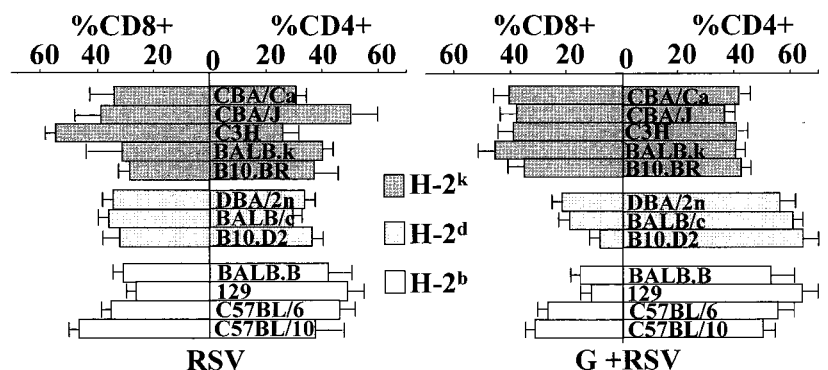 %CD8+ %CD4+ %CD8+ %CD4+
60 40 20 0 20 40 60 60 40 20 0 20 40 60
CBA/Ca CBA/Ca
CBA/J CBA/J
C3H C3H
BALB.k BALB.k
B10.BR B10.BR
H-2k
DBA/2n DBA/2n
BALB/c BALB/c
B10.D2 B10.D2
H-2d
BALB.B BALB.B
H-2b
129 129
C57BL/6 C57BL/6
C57BL/10 C57BL/10
RSV G +RSV